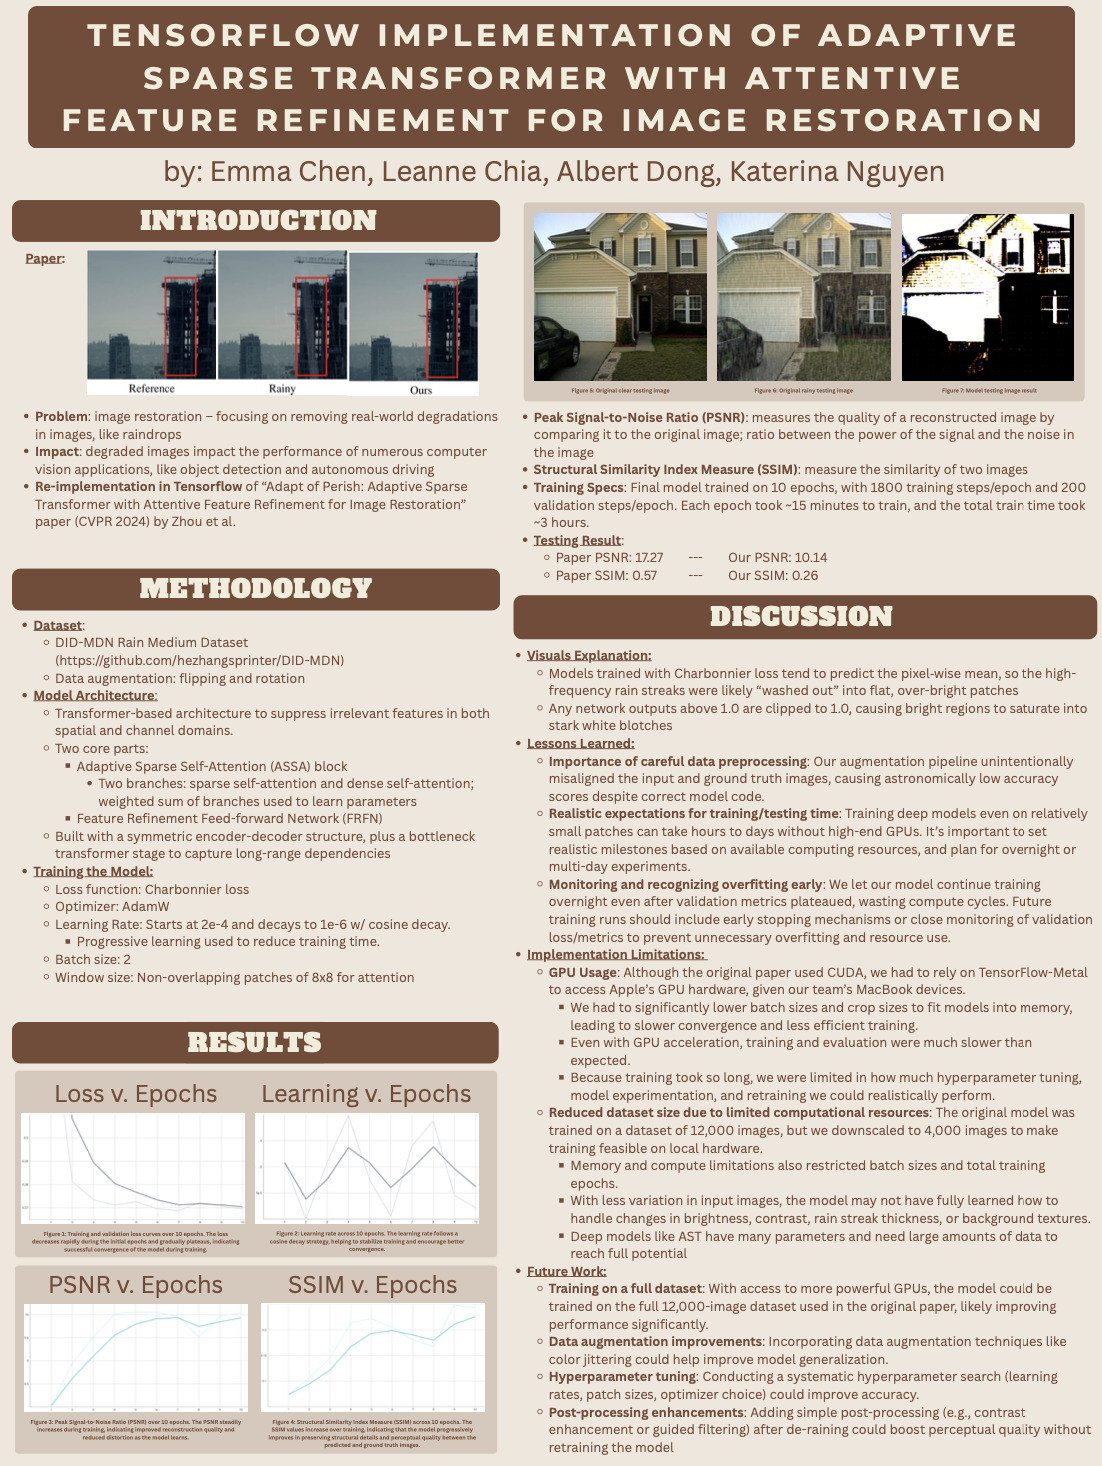 TENSORFLOW IMPLEMENTATION OF ADAPTIVE
SPARSE TRANSFORMER WITH ATTENTIVE
FEATURE REFINEMENT FOR IMAGE RESTORATION
by: Emma Chen, Leanne Chia, Albert Dong, Katerina Nguyen
INTRODUCTION
Paper:
Reference
Rainy
Ours
• Problem: image restoration – focusing on removing real-world degradations
in images, like raindrops
• Impact: degraded images impact the performance of numerous computer
vision applications, like object detection and autonomous driving
• Re-implementation in Tensorflow of “Adapt of Perish: Adaptive Sparse
Transformer with Attentive Feature Refinement for Image Restoration”
paper (CVPR 2024) by Zhou et al.
METHODOLOGY
• Dataset:
◦ DID-MDN Rain Medium Dataset
(https://github.com/hezhangsprinter/DID-MDN)
◦ Data augmentation: flipping and rotation
• Model Architecture:
◦ Transformer-based architecture to suppress irrelevant features in both
spatial and channel domains.
◦ Two core parts:
▪ Adaptive Sparse Self-Attention (ASSA) block
• Two branches: sparse self-attention and dense self-attention;
weighted sum of branches used to learn parameters
▪ Feature Refinement Feed-forward Network (FRFN)
◦ Built with a symmetric encoder-decoder structure, plus a bottleneck
transformer stage to capture long-range dependencies
• Training the Model:
◦ Loss function: Charbonnier loss
◦ Optimizer: AdamW
◦ Learning Rate: Starts at 2e-4 and decays to 1e-6 w/ cosine decay.
▪ Progressive learning used to reduce training time.
◦ Batch size: 2
◦ Window size: Non-overlapping patches of 8x8 for attention
RESULTS
Loss v. Epochs
Figure 1: Training and validation loss curves over 10 epochs. The loss
decreases rapidly during the initial epochs and gradually plateaus, indicating
successful convergence of the model during training.
Learning v. Epochs
Figure 2: Learning rate across 10 epochs. The learning rate follows a
cosine decay strategy, helping to stabilize training and encourage better
convergence.
PSNR v. Epochs
Figure 3: Peak Signal-to-Noise Ratio (PSNR) over 10 epochs. The PSNR steadily
increases during training, indicating improved reconstruction quality and
reduced distortion as the model learns.
SSIM v. Epochs
Figure 4: Structural Similarity Index Measure (SSIM) across 10 epochs. The
SSIM values increase over training, indicating that the model progressively
improves in preserving structural details and perceptual quality between the
predicted and ground truth images.
Figure 5: Original clear testing image
Figure 6: Original rainy testing image
Figure 7: Model testing image result
• Peak Signal-to-Noise Ratio (PSNR): measures the quality of a reconstructed image by
comparing it to the original image; ratio between the power of the signal and the noise in
the image
• Structural Similarity Index Measure (SSIM): measure the similarity of two images
• Training Specs: Final model trained on 10 epochs, with 1800 training steps/epoch and 200
validation steps/epoch. Each epoch took ~15 minutes to train, and the total train time took
~3 hours.
• Testing Result:
◦ Paper PSNR: 17.27 --- Our PSNR: 10.14
◦ Paper SSIM: 0.57 --- Our SSIM: 0.26
DISCUSSION
• Visuals Explanation:
◦ Models trained with Charbonnier loss tend to predict the pixel-wise mean, so the high-
frequency rain streaks were likely “washed out” into flat, over-bright patches
◦ Any network outputs above 1.0 are clipped to 1.0, causing bright regions to saturate into
stark white blotches
• Lessons Learned:
◦ Importance of careful data preprocessing: Our augmentation pipeline unintentionally
misaligned the input and ground truth images, causing astronomically low accuracy
scores despite correct model code.
◦ Realistic expectations for training/testing time: Training deep models even on relatively
small patches can take hours to days without high-end GPUs. It’s important to set
realistic milestones based on available computing resources, and plan for overnight or
multi-day experiments.
◦ Monitoring and recognizing overfitting early: We let our model continue training
overnight even after validation metrics plateaued, wasting compute cycles. Future
training runs should include early stopping mechanisms or close monitoring of validation
loss/metrics to prevent unnecessary overfitting and resource use.
• Implementation Limitations:
◦ GPU Usage: Although the original paper used CUDA, we had to rely on TensorFlow-Metal
to access Apple’s GPU hardware, given our team’s MacBook devices.
▪ We had to significantly lower batch sizes and crop sizes to fit models into memory,
leading to slower convergence and less efficient training.
▪ Even with GPU acceleration, training and evaluation were much slower than
expected.
▪ Because training took so long, we were limited in how much hyperparameter tuning,
model experimentation, and retraining we could realistically perform.
◦ Reduced dataset size due to limited computational resources: The original model was
trained on a dataset of 12,000 images, but we downscaled to 4,000 images to make
training feasible on local hardware.
▪ Memory and compute limitations also restricted batch sizes and total training
epochs.
▪ With less variation in input images, the model may not have fully learned how to
handle changes in brightness, contrast, rain streak thickness, or background textures.
▪ Deep models like AST have many parameters and need large amounts of data to
reach full potential
• Future Work:
◦ Training on a full dataset: With access to more powerful GPUs, the model could be
trained on the full 12,000-image dataset used in the original paper, likely improving
performance significantly.
◦ Data augmentation improvements: Incorporating data augmentation techniques like
color jittering could help improve model generalization.
◦ Hyperparameter tuning: Conducting a systematic hyperparameter search (learning
rates, patch sizes, optimizer choice) could improve accuracy.
◦ Post-processing enhancements: Adding simple post-processing (e.g., contrast
enhancement or guided filtering) after de-raining could boost perceptual quality without
retraining the model